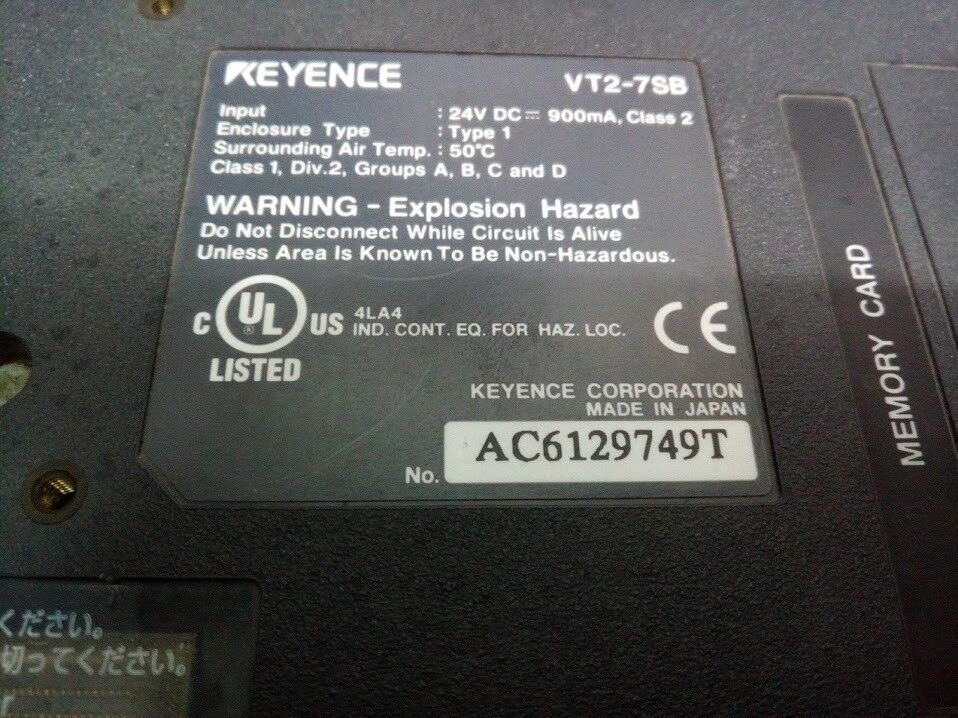 KEYENCE VT2-7SB
Input : 24V DC⎓ 900mA, Class 2
Enclosure Type : Type 1
Surrounding Air Temp. : 50℃
Class 1, Div.2, Groups A, B, C and D
WARNING - Explosion Hazard
Do Not Disconnect While Circuit Is Alive
Unless Area Is Known To Be Non-Hazardous.
C UL US
LISTED
4LA4
IND. CONT. EQ. FOR HAZ. LOC.
CE
KEYENCE CORPORATION
MADE IN JAPAN
No. AC6129749T
MEMORY CARD
ください。
切ってください。
r